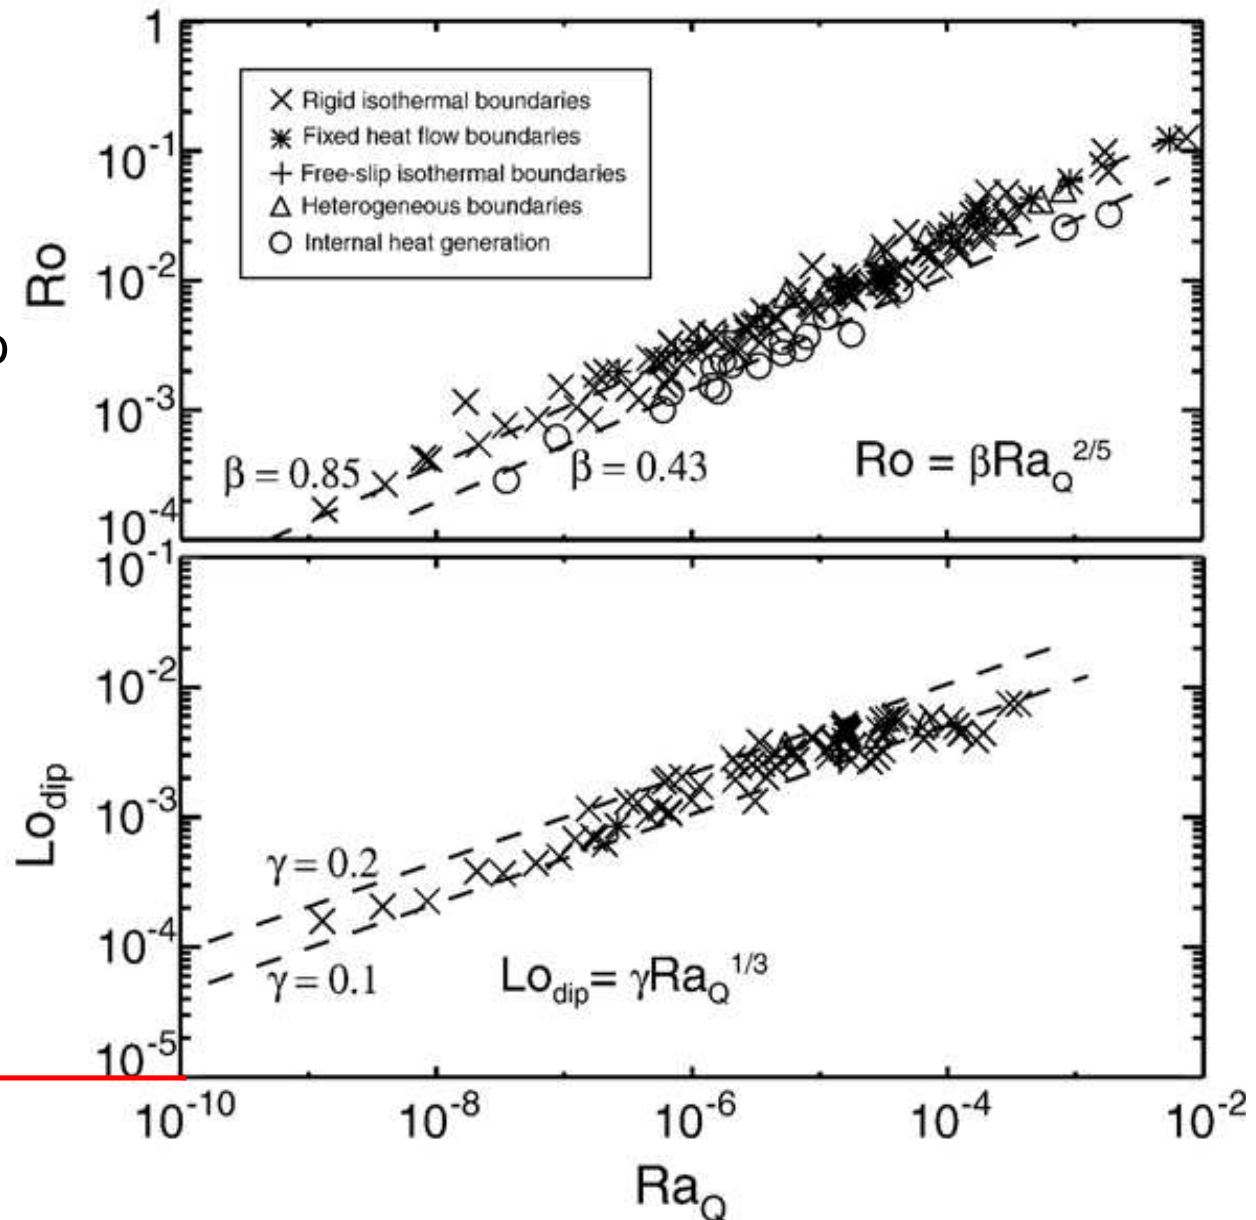 1
10⁻¹
10⁻²
10⁻³
10⁻⁴
Ro
o
× Rigid isothermal boundaries
Fixed heat flow boundaries
+ Free-slip isothermal boundaries
△ Heterogeneous boundaries
○ Internal heat generation
β = 0.85
β = 0.43
Ro = βRa_Q^2/5
10⁻¹
10⁻²
10⁻³
10⁻⁴
10⁻⁵
Lo_dip
γ = 0.2
γ = 0.1
Lo_dip = γRa_Q^1/3
10⁻¹⁰ 10⁻⁸ 10⁻⁶ 10⁻⁴ 10⁻²
Ra_Q